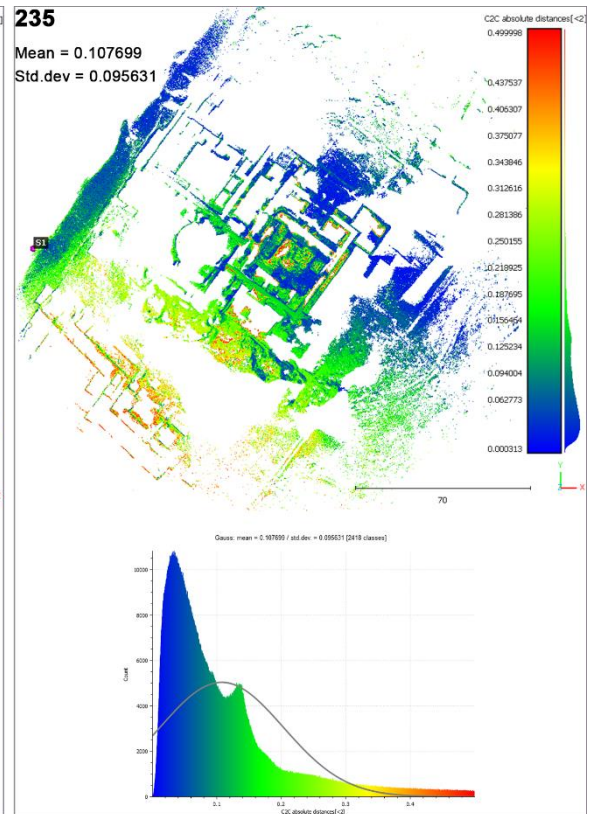 235
C2C absolute distances[<2]
Mean = 0.107699
Std.dev = 0.095631
0.499998
0.437537
0.406307
0.375077
0.343846
0.312616
0.281386
0.250155
0.218925
0.187695
0.156464
0.125234
0.094004
0.062773
0.000313
S1
Y
Z X
70
Gauss: mean = 0.107699 / std.dev. = 0.095631 [2418 classes]
10000
8000
6000
4000
2000
0
Count
0.1 0.2 0.3 0.4
C2C absolute distances[<2]